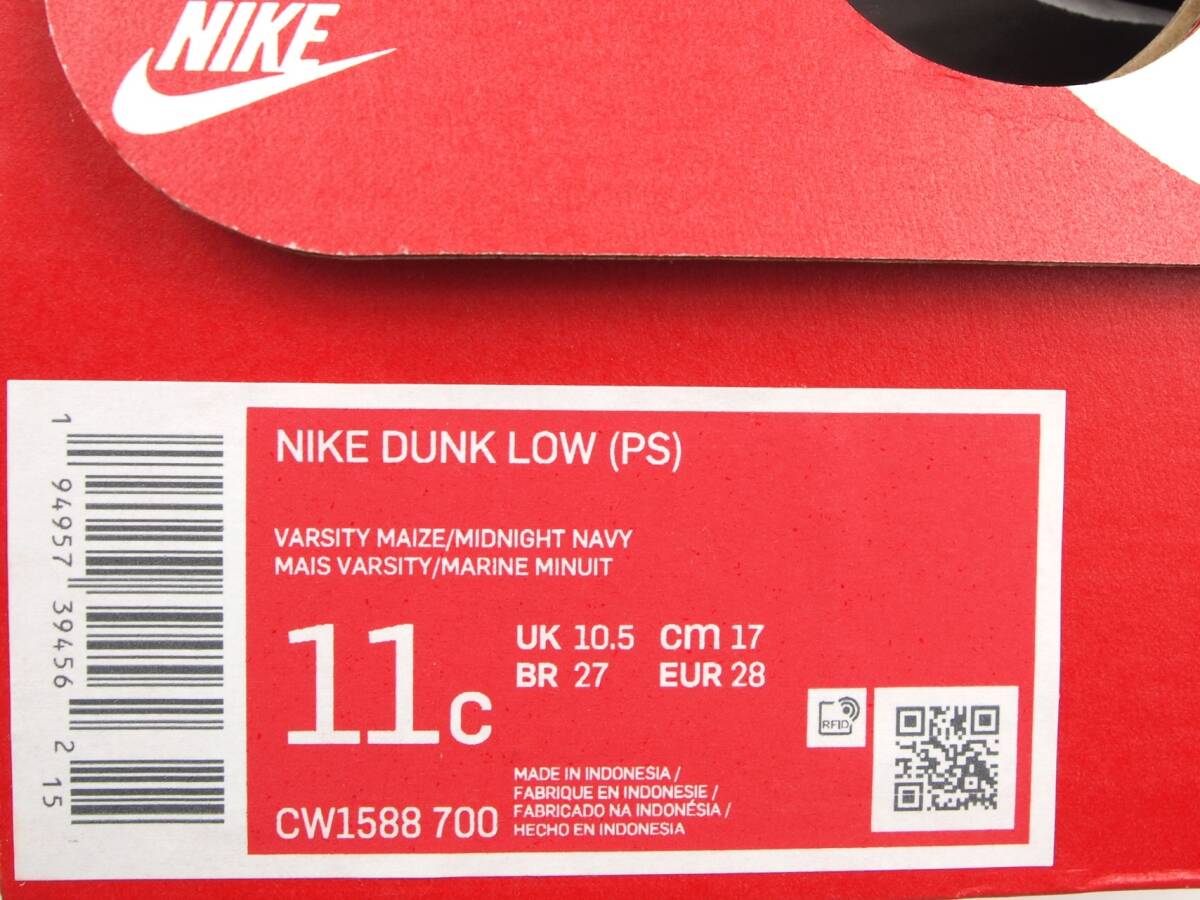 NIKE
NIKE DUNK LOW (PS)
VARSITY MAIZE/MIDNIGHT NAVY
MAIS VARSITY/MARINE MINUIT
11C
UK 10.5 cm 17
BR 27 EUR 28
RFID
MADE IN INDONESIA /
FABRIQUE EN INDONESIE /
FABRICADO NA INDONÉSIA /
HECHO EN INDONESIA
CW1588 700
1 94957 39456 2 15